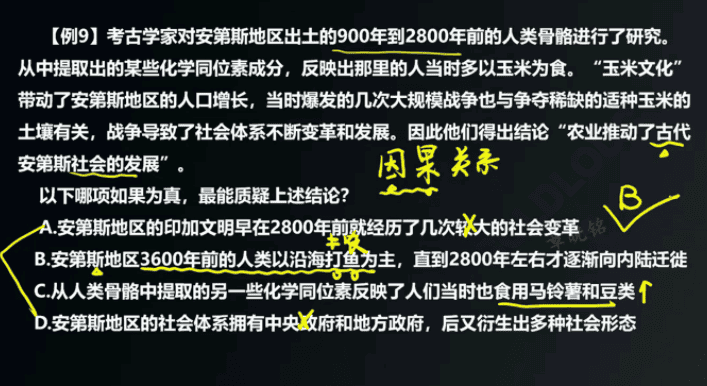 【例9】考古学家对安第斯地区出土的900年到2800年前的人类骨骼进行了研究。
从中提取出的某些化学同位素成分，反映出那里的人当时多以玉米为食。“玉米文化”
带动了安第斯地区的人口增长，当时爆发的几次大规模战争也与争夺稀缺的适种玉米的
土壤有关，战争导致了社会体系不断变革和发展。因此他们得出结论“农业推动了古代
安第斯社会的发展”。
因果关系
以下哪项如果为真，最能质疑上述结论？
B
A.安第斯地区的印加文明早在2800年前就经历了几次较大的社会变革
B.安第斯地区3600年前的人类以沿海打鱼为主，直到2800年左右才逐渐向内陆迁徙
C.从人类骨骼中提取的另一些化学同位素反映了人们当时也食用马铃薯和豆类
D.安第斯地区的社会体系拥有中央政府和地方政府，后又衍生出多种社会形态